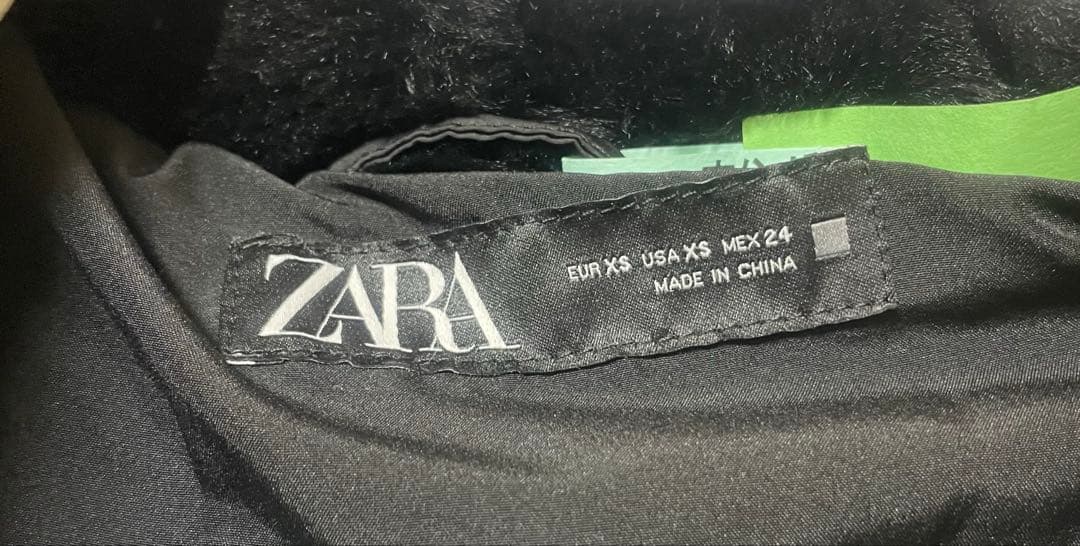 ZARA
EUR XS USA XS MEX 24
MADE IN CHINA